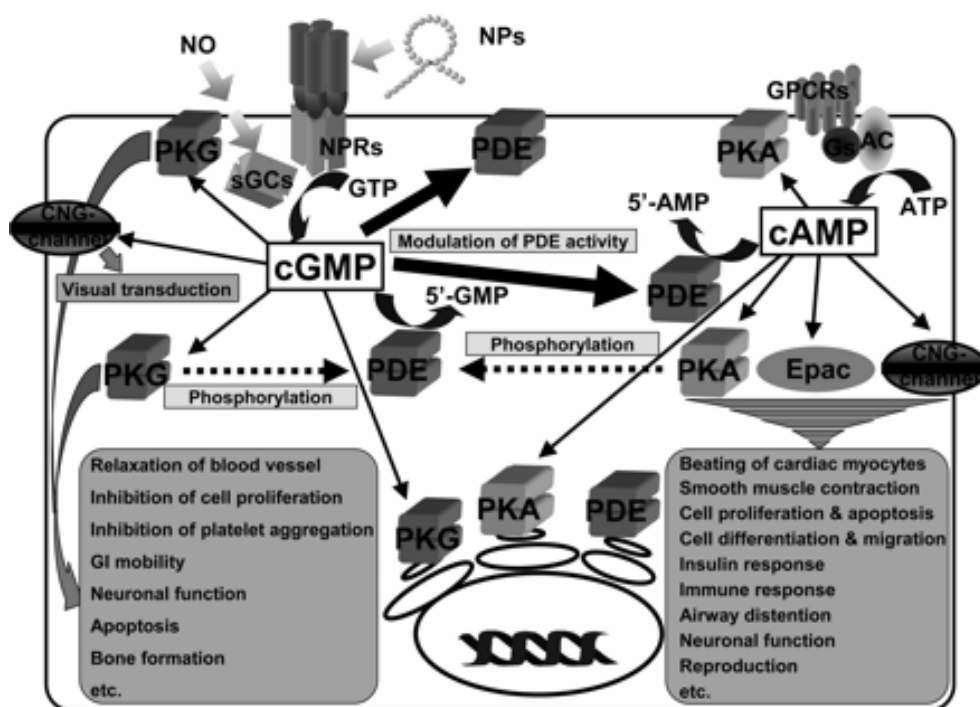 NO
NPs
GPCRs
PKG
sGCs
NPRs
PDE
PKA
Gs
AC
GTP
5'-AMP
ATP
CNG-
channel
cGMP
Modulation of PDE activity
cAMP
Visual transduction
5'-GMP
PDE
PKG
Phosphorylation
PDE
Phosphorylation
PKA
Epac
CNG-
channel
Relaxation of blood vessel
Inhibition of cell proliferation
Inhibition of platelet aggregation
GI mobility
Neuronal function
Apoptosis
Bone formation
etc.
PKG
PKA
PDE
Beating of cardiac myocytes
Smooth muscle contraction
Cell proliferation & apoptosis
Cell differentiation & migration
Insulin response
Immune response
Airway distention
Neuronal function
Reproduction
etc.